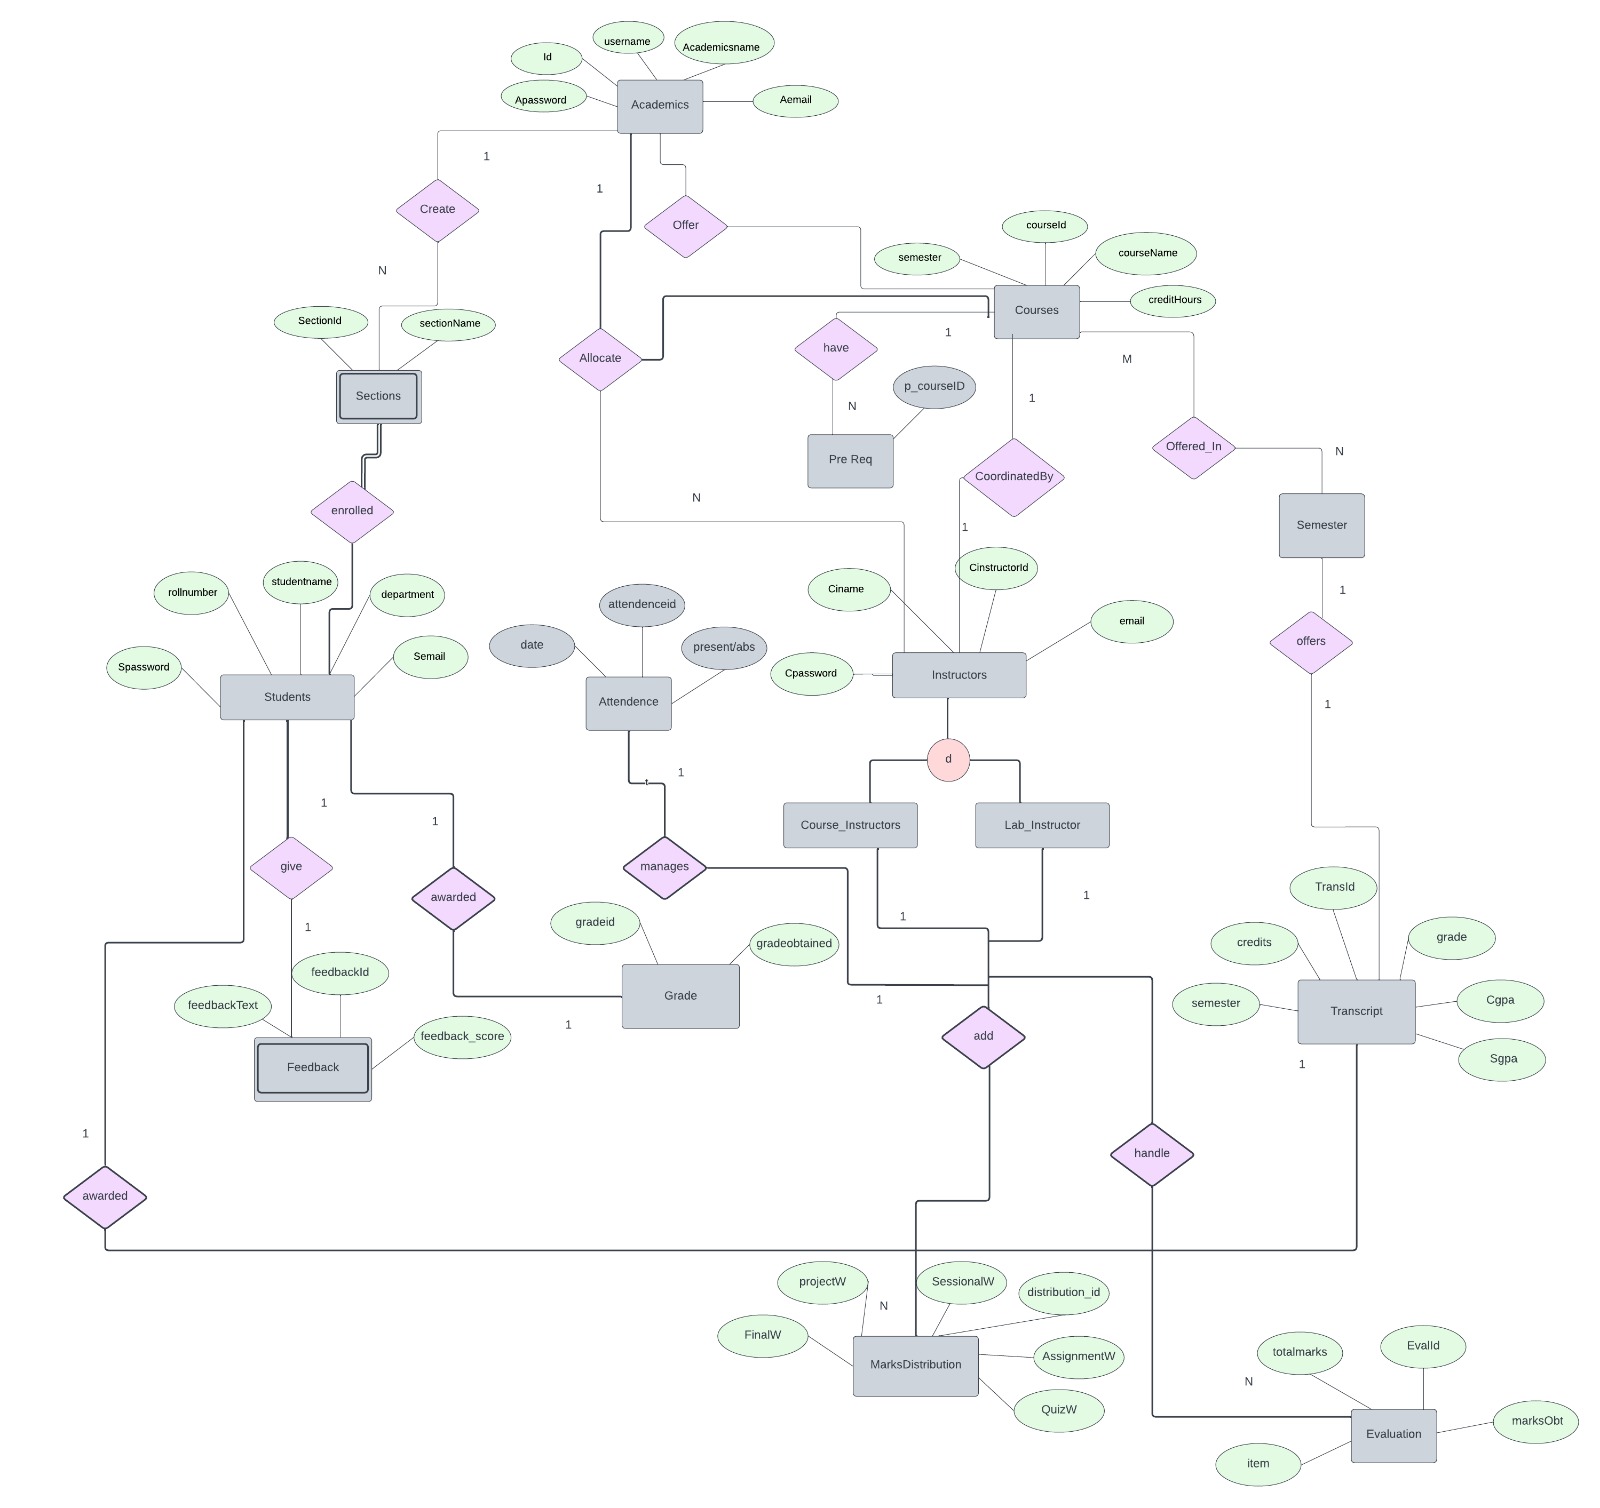 username
Academicsname
Id
Apassword
Academics
Aemail
1
1
Create
Offer
courseId
semester
courseName
N
creditHours
Courses
SectionId
sectionName
1
have
Allocate
M
p_courseID
Sections
1
N
Offered_In
N
Pre Req
CoordinatedBy
N
enrolled
1
Semester
studentname
rollnumber
department
Ciname
CinstructorId
attendenceid
1
email
date
present/abs
offers
Spassword
Semail
Cpassword
Instructors
Students
Attendence
1
d
1
t
1
1
Course_Instructors
Lab_Instructor
give
manages
awarded
TransId
1
1
1
gradeid
gradeobtained
credits
grade
feedbackId
feedbackText
Grade
1
semester
Cgpa
Transcript
1
feedback_score
add
Feedback
1
Sgpa
1
handle
awarded
projectW
SessionalW
distribution_id
N
FinalW
MarksDistribution
AssignmentW
totalmarks
EvalId
N
QuizW
marksObt
Evaluation
item